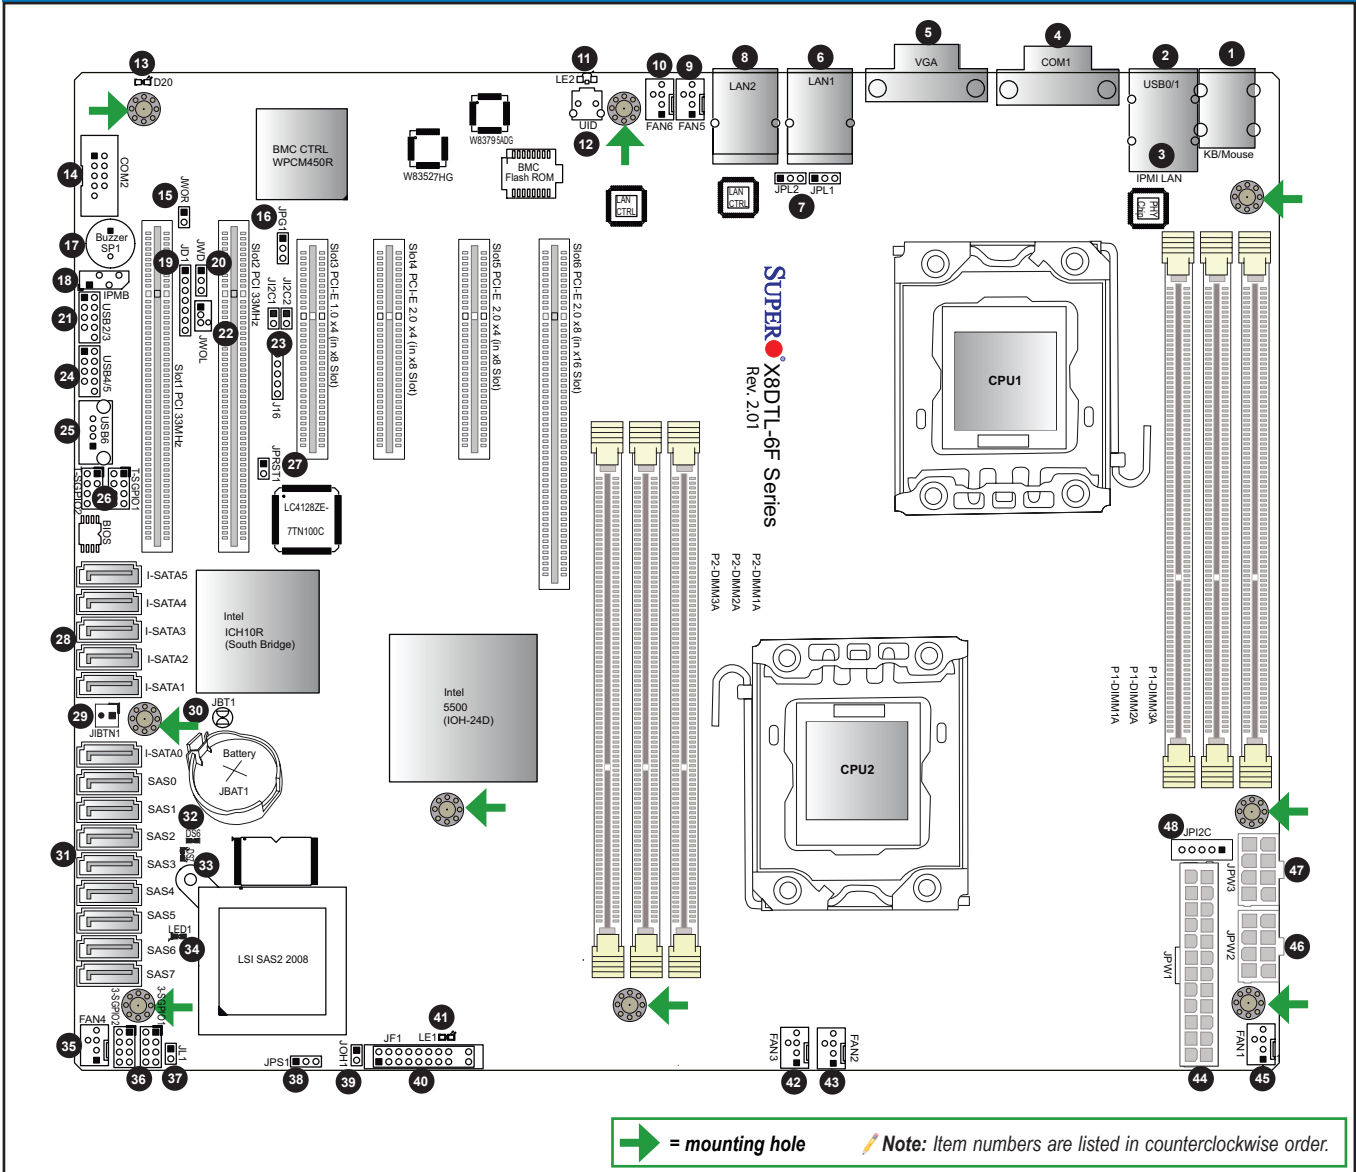 13
D20
11
LE2
UID
12
10
9
FAN6
FAN5
8
LAN2
6
LAN1
5
VGA
4
COM1
2
USB0/1
1
KB/Mouse
3
IPMI LAN
PHY
Chip
JPL2
JPL1
7
LAN
CTRL
LAN
CTRL
14
COM2
BMC CTRL
WPCM450R
W83527HG
W83795ADG
BMC
Flash ROM
15
JWOR
16
JPG1
17
Buzzer
SP1
18
IPMB
19
JD1
20
JWD
21
USB2/3
22
JWOL
JI2C1
JI2C2
23
J16
24
USB4/5
25
USB6
26
T-SGPIO2
T-SGPIO1
27
JPRST1
BIOS
LC4128ZE-
7TN100C
Slot1 PCI 33MHz
Slot2 PCI 33MHz
Slot3 PCI-E 1.0 x4 (in x8 Slot)
Slot4 PCI-E 2.0 x4 (in x8 Slot)
Slot5 PCI-E 2.0 x4 (in x8 Slot)
Slot6 PCI-E 2.0 x8 (in x16 Slot)
SUPER
X8DTL-6F Series
Rev. 2.01
CPU1
P2-DIMM3A
P2-DIMM2A
P2-DIMM1A
P1-DIMM1A
P1-DIMM2A
P1-DIMM3A
I-SATA5
I-SATA4
28
I-SATA3
I-SATA2
I-SATA1
Intel
ICH10R
(South Bridge)
Intel
5500
(IOH-24D)
29
JIBTN1
30
JBT1
I-SATA0
Battery
JBAT1
SAS0
SAS1
SAS2
31
SAS3
SAS4
SAS5
SAS6
SAS7
32
DS6
DS7
33
LED1
34
LSI SAS2 2008
CPU2
35
FAN4
3-SGPIO2
3-SGPIO1
36
JL1
37
JPS1
38
JOH1
39
JF1
LE1
41
40
FAN3
42
FAN2
43
48
JPI2C
JPW3
47
JPW2
46
JPW1
44
FAN1
45
= mounting hole
Note: Item numbers are listed in counterclockwise order.